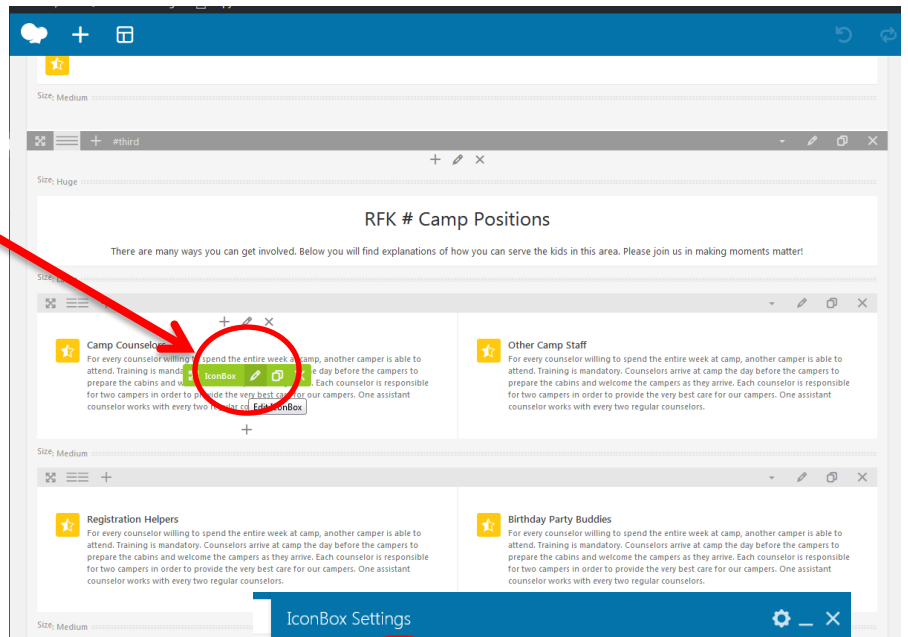 Size: Medium
#third
Size: Huge
RFK # Camp Positions
There are many ways you can get involved. Below you will find explanations of how you can serve the kids in this area. Please join us in making moments matter!
Size:
Camp Counselors
For every counselor willing to spend the entire week at camp, another camper is able to
attend. Training is manda e day before the campers to
prepare the cabins and w . Each counselor is responsible
for two campers in order to provide the very best care for our campers. One assistant
counselor works with every two regular co
IconBox
Edit IconBox
Other Camp Staff
For every counselor willing to spend the entire week at camp, another camper is able to
attend. Training is mandatory. Counselors arrive at camp the day before the campers to
prepare the cabins and welcome the campers as they arrive. Each counselor is responsible
for two campers in order to provide the very best care for our campers. One assistant
counselor works with every two regular counselors.
Size: Medium
Registration Helpers
For every counselor willing to spend the entire week at camp, another camper is able to
attend. Training is mandatory. Counselors arrive at camp the day before the campers to
prepare the cabins and welcome the campers as they arrive. Each counselor is responsible
for two campers in order to provide the very best care for our campers. One assistant
counselor works with every two regular counselors.
Birthday Party Buddies
For every counselor willing to spend the entire week at camp, another camper is able to
attend. Training is mandatory. Counselors arrive at camp the day before the campers to
prepare the cabins and welcome the campers as they arrive. Each counselor is responsible
for two campers in order to provide the very best care for our campers. One assistant
counselor works with every two regular counselors.
Size: Medium
IconBox Settings